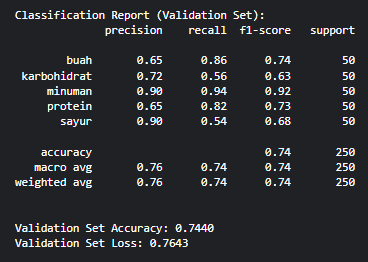 Classification Report (Validation Set):
precision recall f1-score support
buah 0.65 0.86 0.74 50
karbohidrat 0.72 0.56 0.63 50
minuman 0.90 0.94 0.92 50
protein 0.65 0.82 0.73 50
sayur 0.90 0.54 0.68 50
accuracy 0.74 250
macro avg 0.76 0.74 0.74 250
weighted avg 0.76 0.74 0.74 250
Validation Set Accuracy: 0.7440
Validation Set Loss: 0.7643